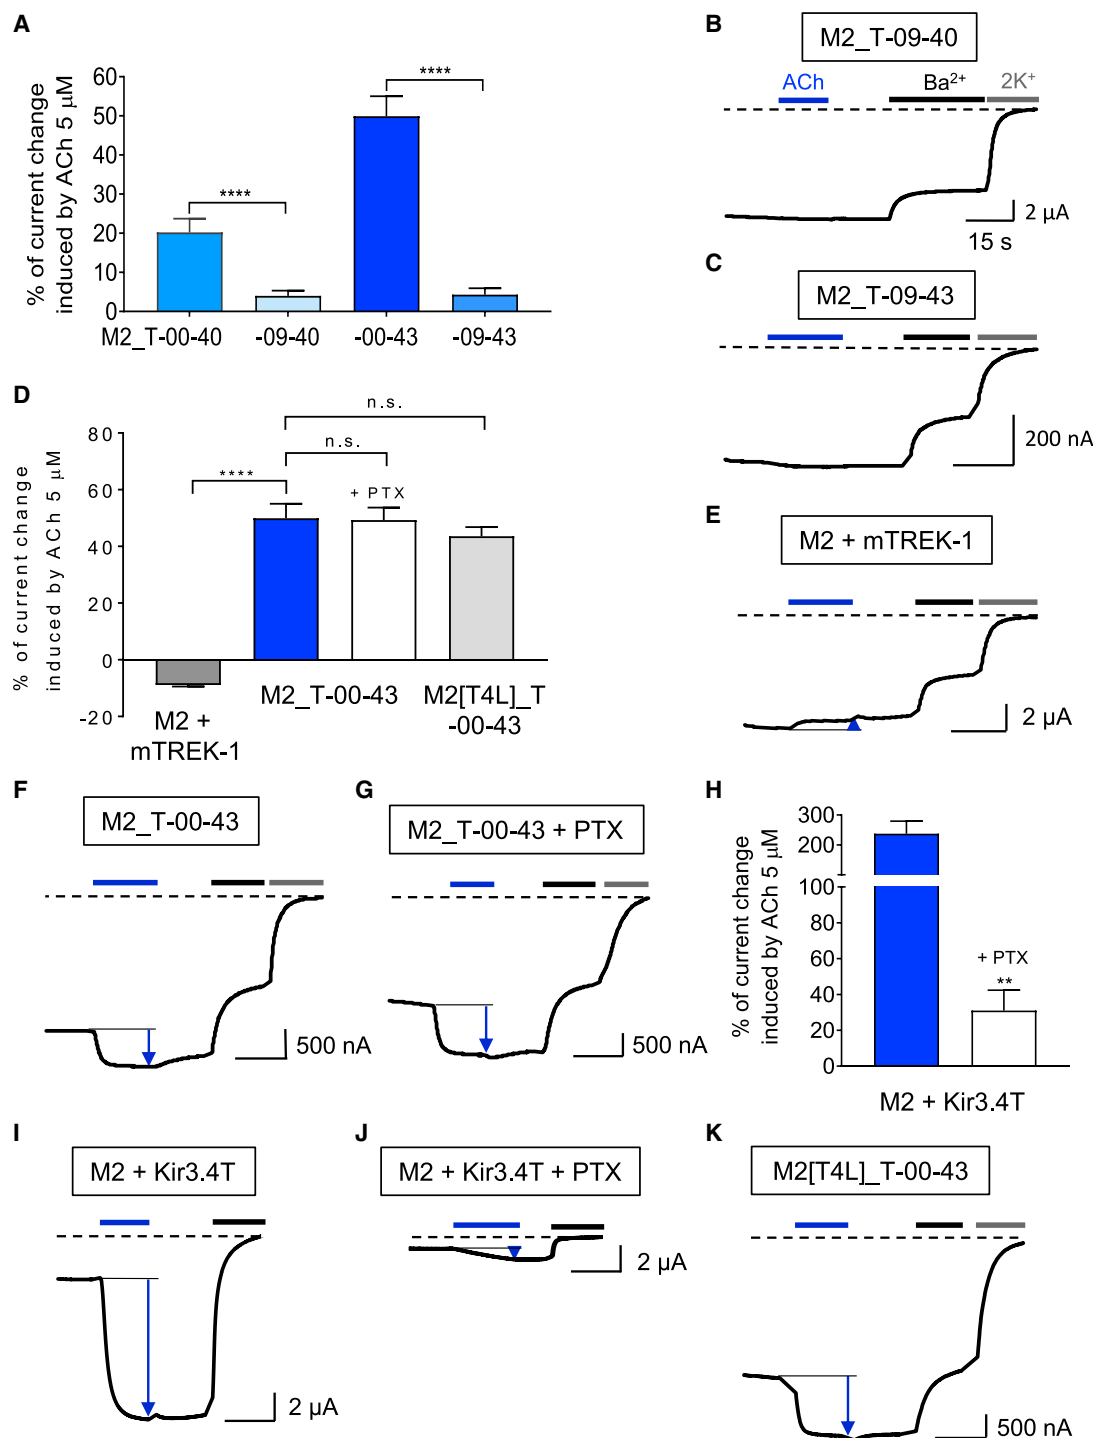 A
% of current change
induced by ACh 5 µM
60
50
40
30
20
10
0
****
****
M2_T-00-40
-09-40
-00-43
-09-43
B
M2_T-09-40
ACh
Ba²⁺
2K⁺
2 µA
15 s
C
M2_T-09-43
200 nA
D
% of current change
induced by ACh 5 µM
80
60
40
20
0
-20
n.s.
n.s.
****
+ PTX
M2 +
mTREK-1
M2_T-00-43
M2[T4L]_T
-00-43
E
M2 + mTREK-1
2 µA
F
M2_T-00-43
500 nA
G
M2_T-00-43 + PTX
500 nA
H
% of current change
induced by ACh 5 µM
300
200
100
80
60
40
20
0
+ PTX
**
M2 + Kir3.4T
I
M2 + Kir3.4T
2 µA
J
M2 + Kir3.4T + PTX
2 µA
K
M2[T4L]_T-00-43
500 nA